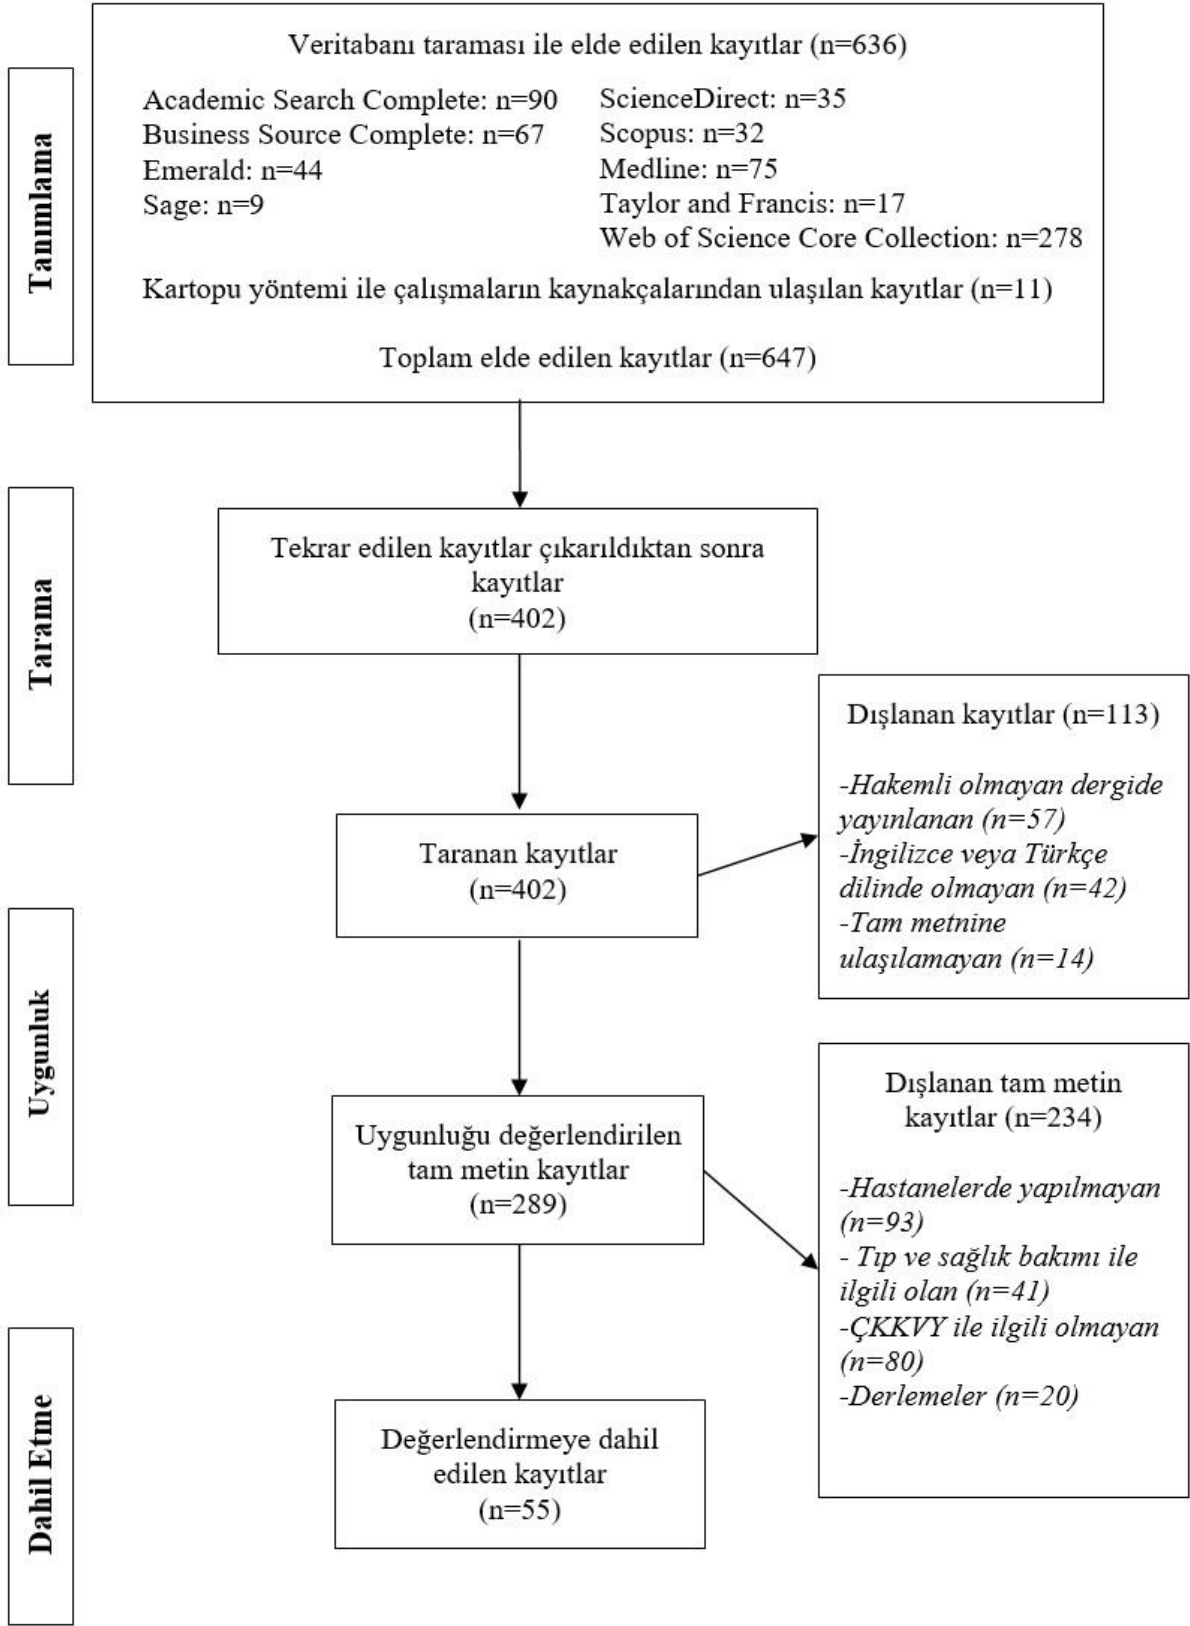 Tanımlama
Veritabanı taraması ile elde edilen kayıtlar (n=636)
Academic Search Complete: n=90
Business Source Complete: n=67
Emerald: n=44
Sage: n=9
ScienceDirect: n=35
Scopus: n=32
Medline: n=75
Taylor and Francis: n=17
Web of Science Core Collection: n=278
Kartopu yöntemi ile çalışmaların kaynakçalarından ulaşılan kayıtlar (n=11)
Toplam elde edilen kayıtlar (n=647)
Tarama
Tekrar edilen kayıtlar çıkarıldıktan sonra
kayıtlar
(n=402)
Taranan kayıtlar
(n=402)
Dışlanan kayıtlar (n=113)
-Hakemli olmayan dergide
yayınlanan (n=57)
-İngilizce veya Türkçe
dilinde olmayan (n=42)
-Tam metnine
ulaşılamayan (n=14)
Uygunluk
Uygunluğu değerlendirilen
tam metin kayıtlar
(n=289)
Dışlanan tam metin
kayıtlar (n=234)
-Hastanelerde yapılmayan
(n=93)
- Tıp ve sağlık bakımı ile
ilgili olan (n=41)
-ÇKKVY ile ilgili olmayan
(n=80)
-Derlemeler (n=20)
Dahil Etme
Değerlendirmeye dahil
edilen kayıtlar
(n=55)